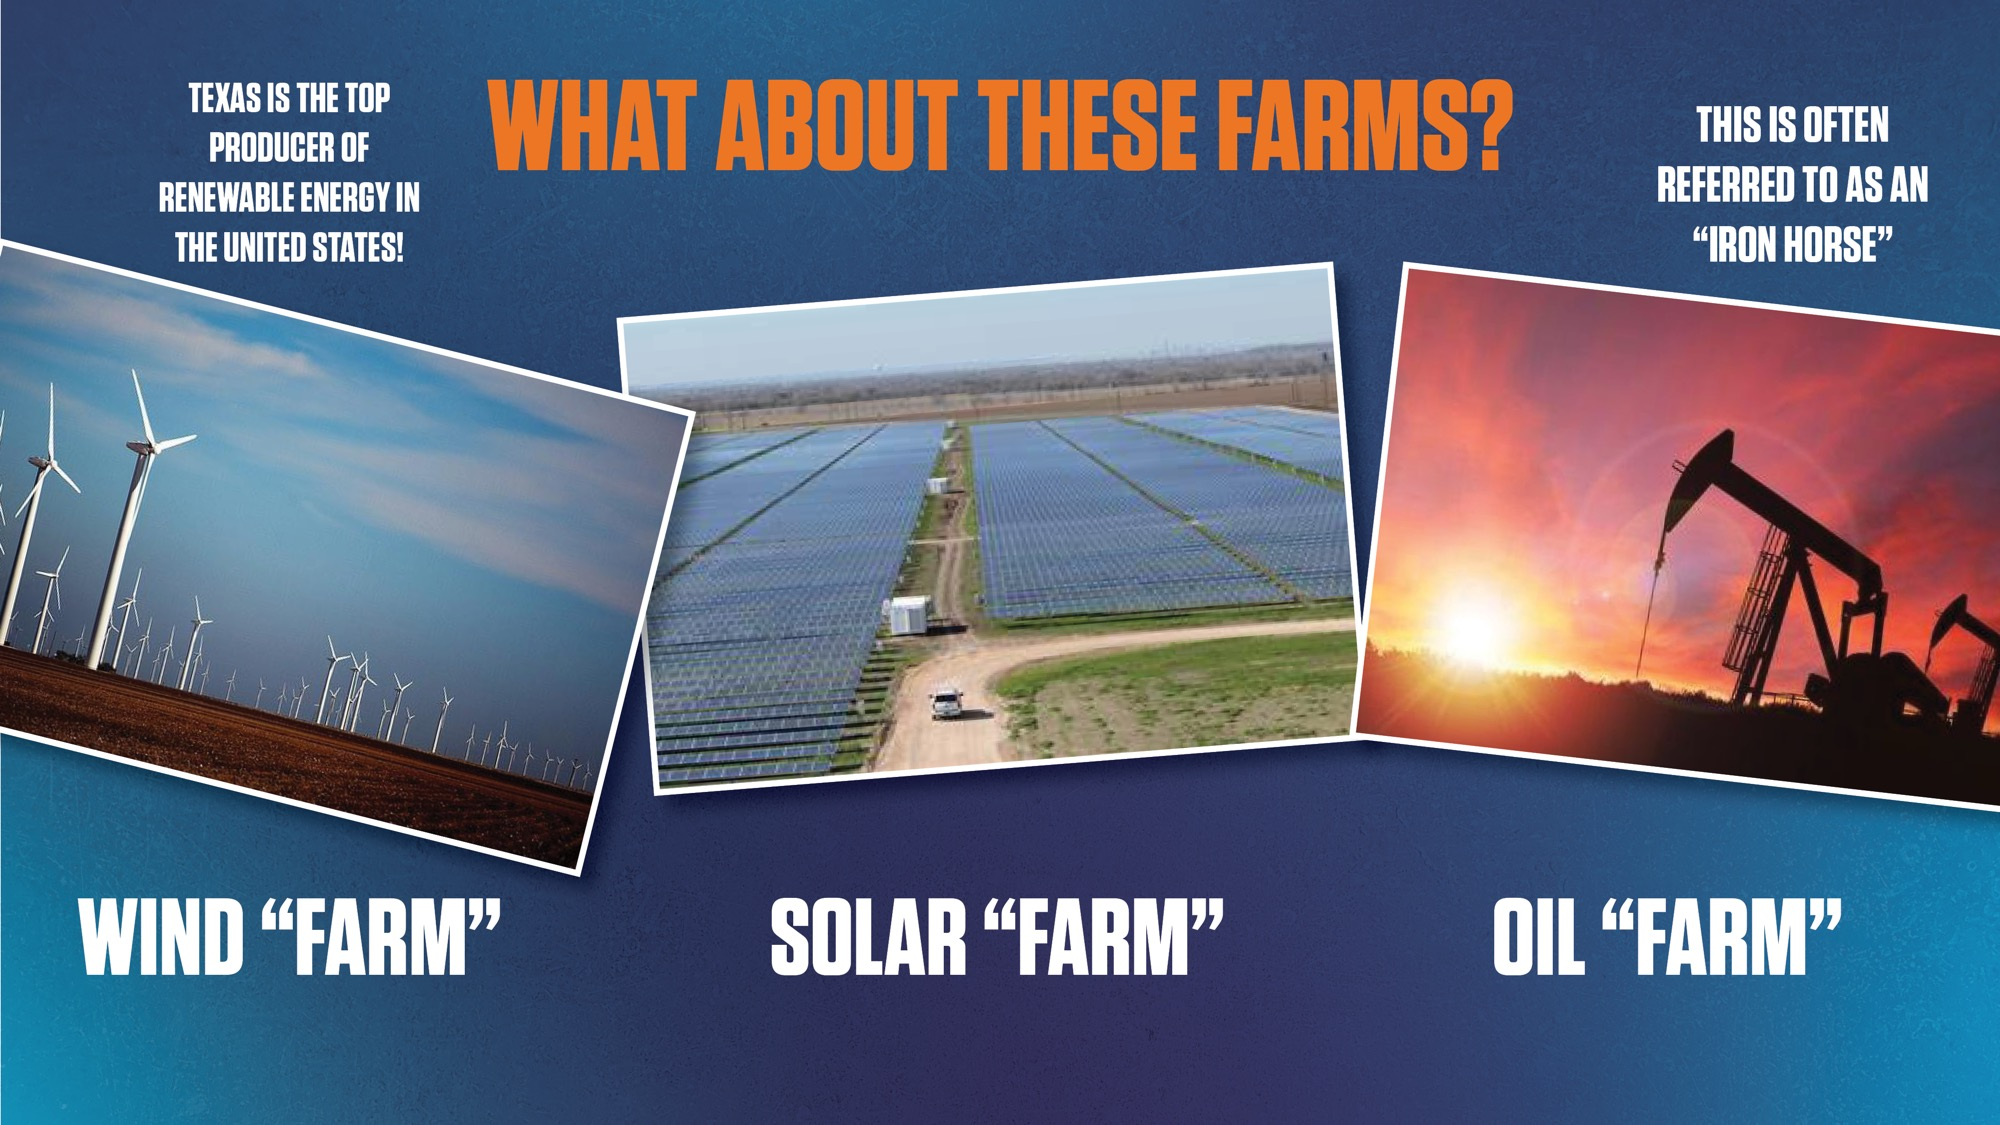 WHAT ABOUT THESE FARMS?
TEXAS IS THE TOP
PRODUCER OF
RENEWABLE ENERGY IN
THE UNITED STATES!
THIS IS OFTEN
REFERRED TO AS AN
“IRON HORSE”
WIND “FARM”
SOLAR “FARM”
OIL “FARM”